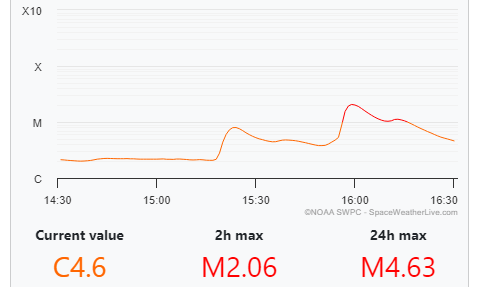 X10
X
M
C
14:30 15:00 15:30 16:00 16:30
©NOAA SWPC - SpaceWeatherLive.com
Current value 2h max 24h max
C4.6 M2.06 M4.63